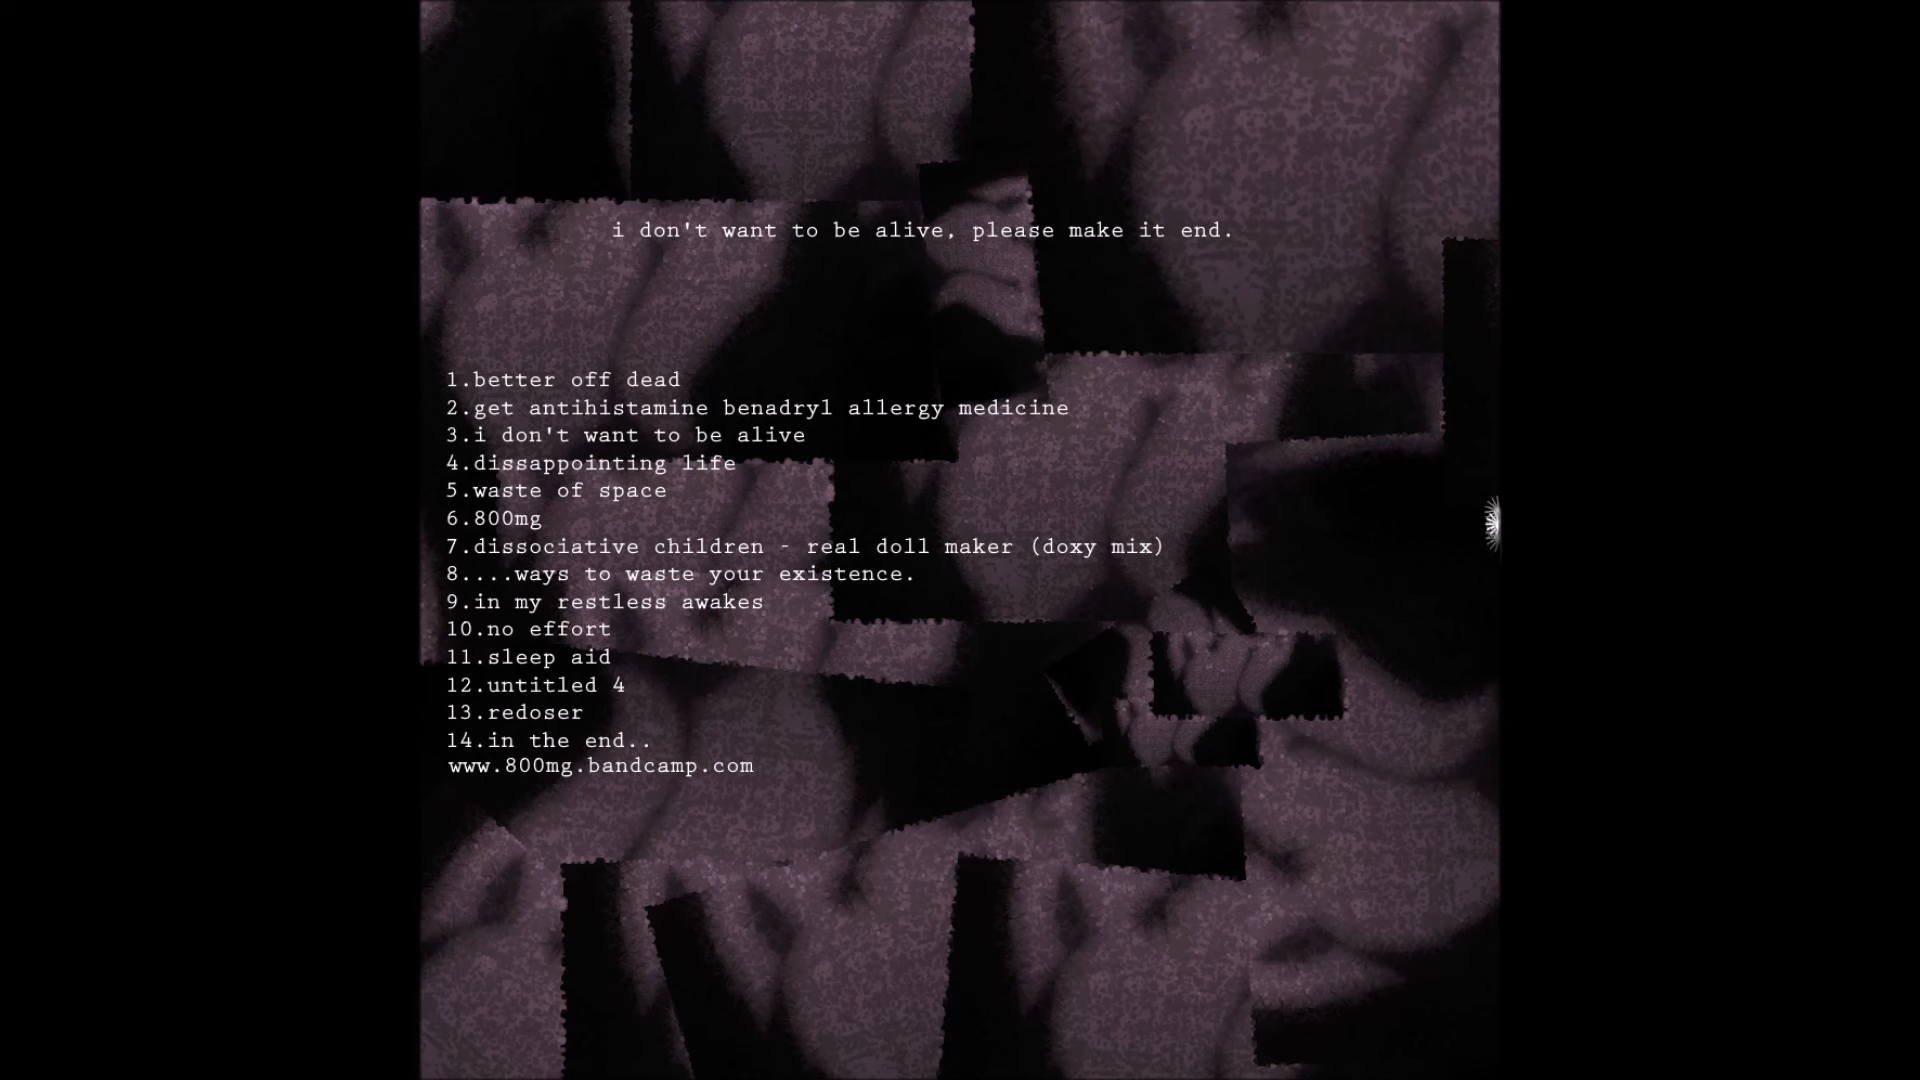 i don't want to be alive, please make it end.
1.better off dead
2.get antihistamine benadryl allergy medicine
3.i don't want to be alive
4.dissappointing life
5.waste of space
6.800mg
7.dissociative children - real doll maker (doxy mix)
8....ways to waste your existence.
9.in my restless awakes
10.no effort
11.sleep aid
12.untitled 4
13.redoser
14.in the end..
www.800mg.bandcamp.com